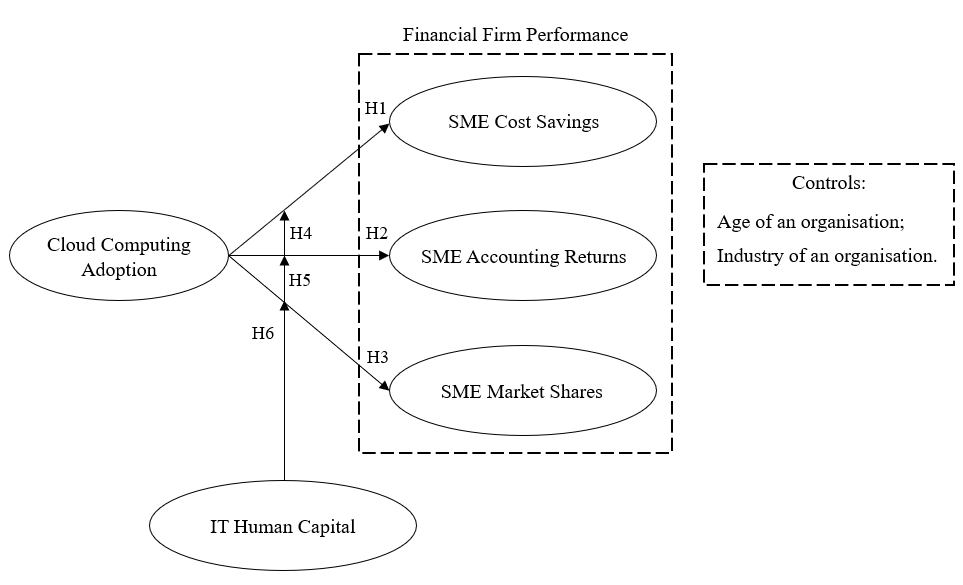 Financial Firm Performance
H1
SME Cost Savings
Controls:
Age of an organisation;
Industry of an organisation.
Cloud Computing
Adoption
H4
H2
SME Accounting Returns
H5
H6
H3
SME Market Shares
IT Human Capital